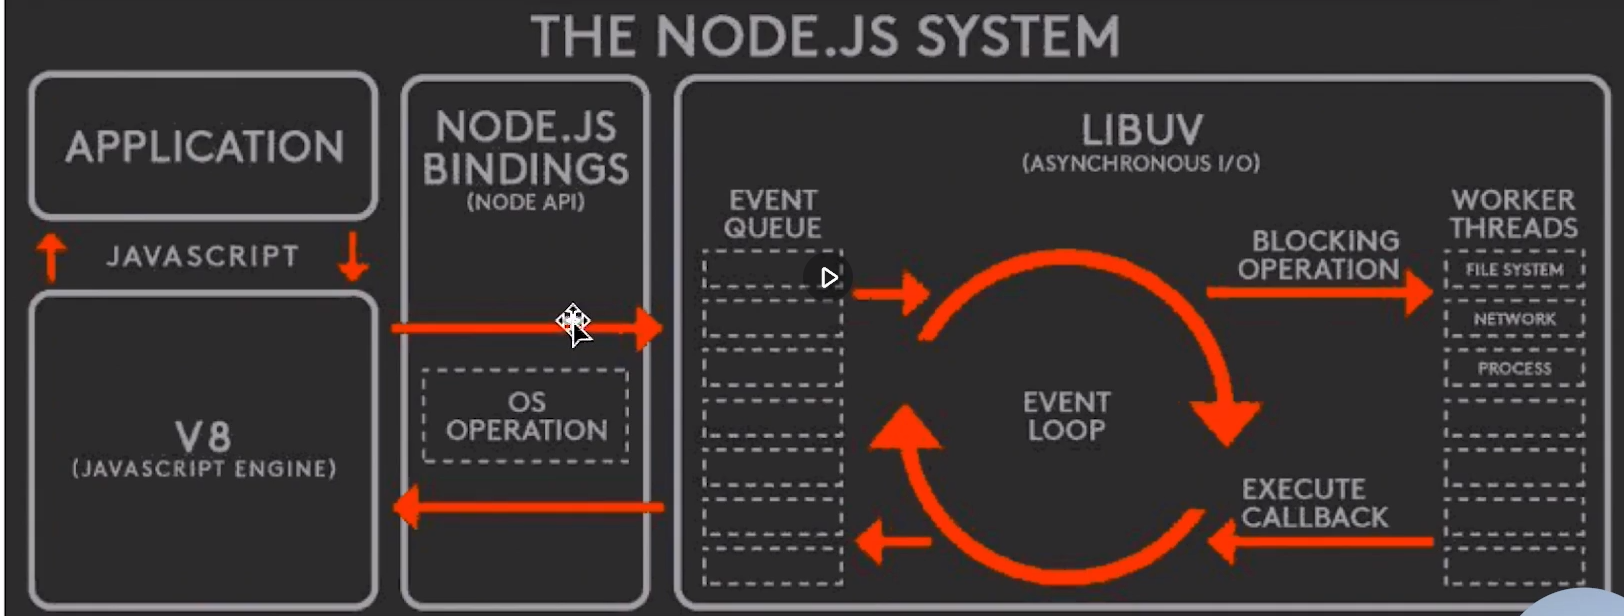 THE NODE.JS SYSTEM
APPLICATION
JAVASCRIPT
V8
(JAVASCRIPT ENGINE)
NODE.JS
BINDINGS
(NODE API)
OS
OPERATION
LIBUV
(ASYNCHRONOUS I/O)
EVENT
QUEUE
EVENT
LOOP
BLOCKING
OPERATION
EXECUTE
CALLBACK
WORKER
THREADS
FILE SYSTEM
NETWORK
PROCESS